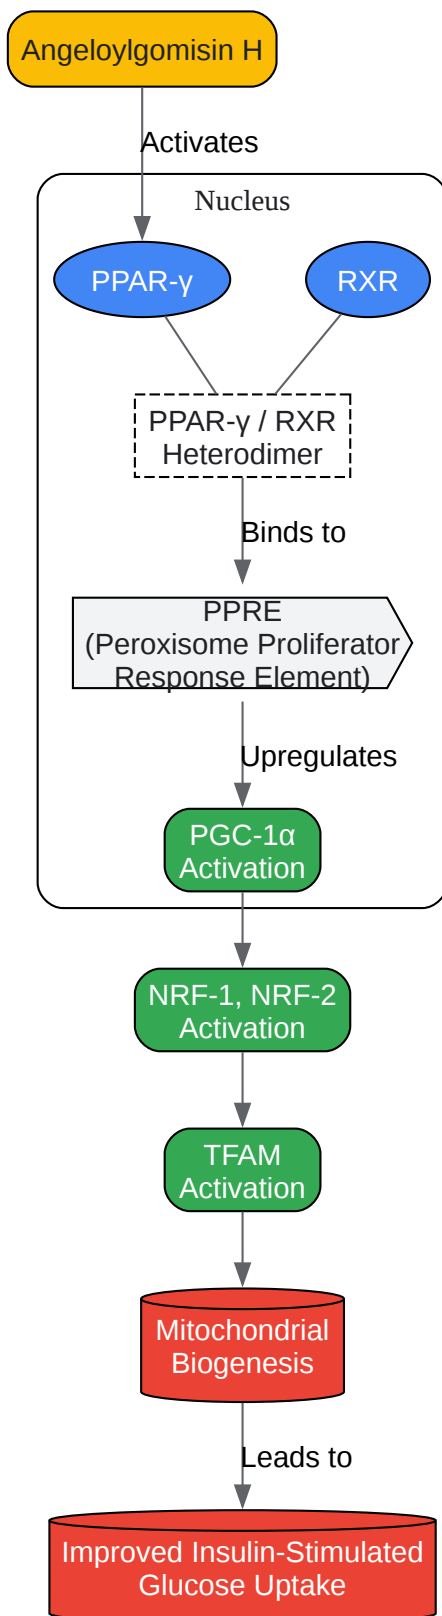 Angeloylgomisin H
Activates
Nucleus
PPAR-γ
RXR
PPAR-γ / RXR
Heterodimer
Binds to
PPRE
(Peroxisome Proliferator
Response Element)
Upregulates
PGC-1α
Activation
NRF-1, NRF-2
Activation
TFAM
Activation
Mitochondrial
Biogenesis
Leads to
Improved Insulin-Stimulated
Glucose Uptake